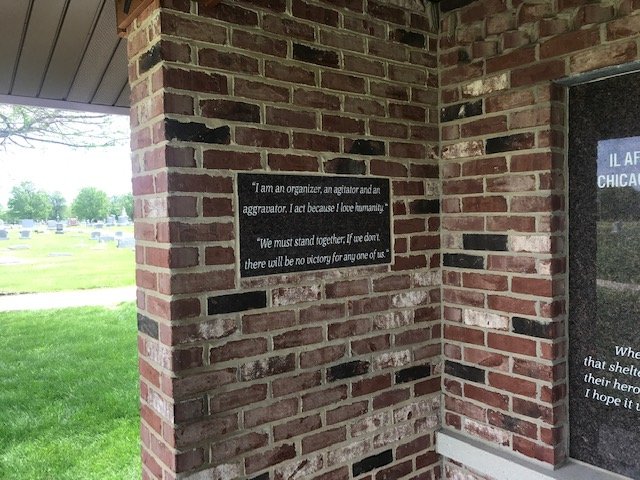 "I am an organizer, an agitator and an
aggravator. I act because I love humanity."
"We must stand together; If we don't,
there will be no victory for any one of us."
IL AF
CHICA
Whe
that shelte
their hero
I hope it